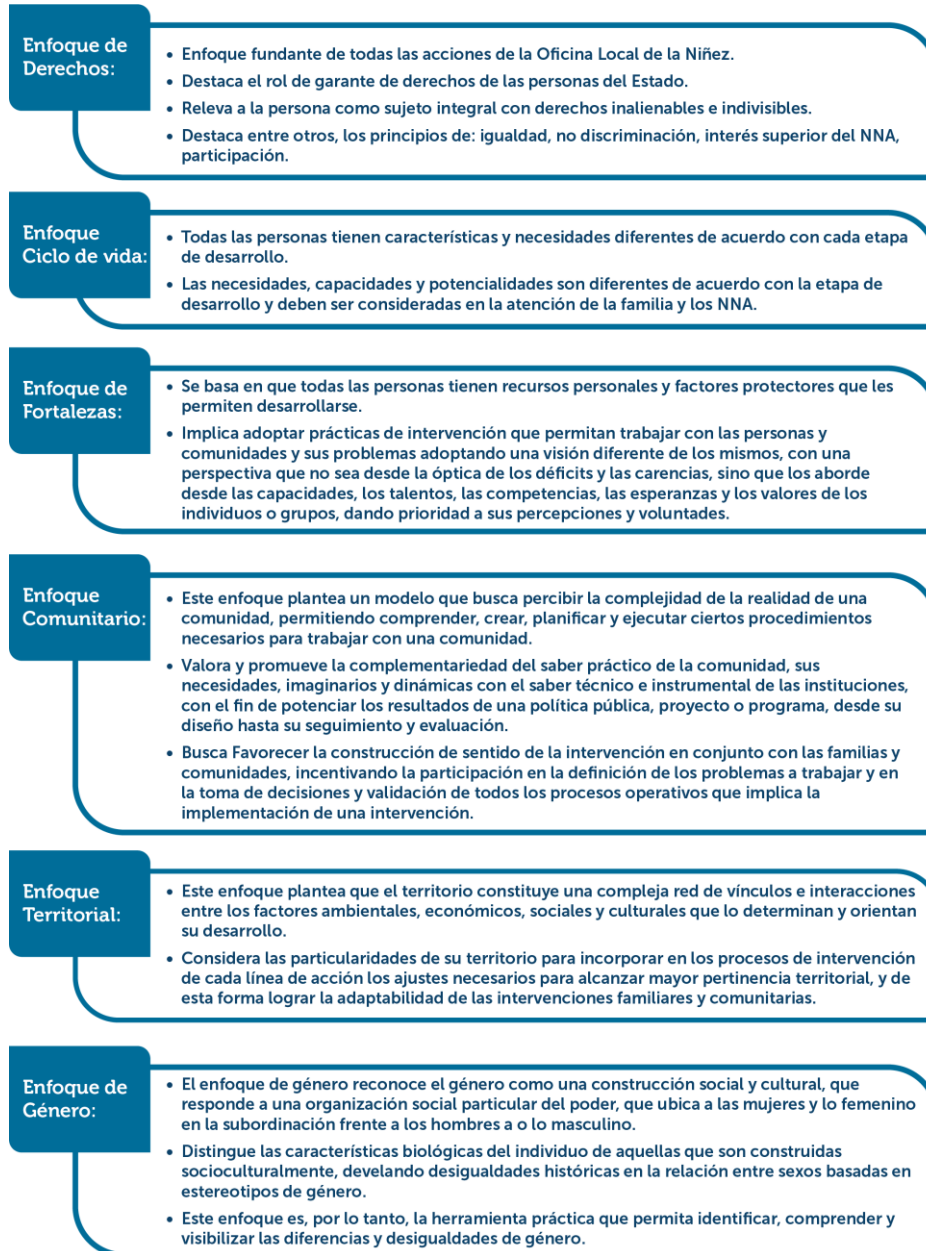 Enfoque de
Derechos:
• Enfoque fundante de todas las acciones de la Oficina Local de la Niñez.
• Destaca el rol de garante de derechos de las personas del Estado.
• Releva a la persona como sujeto integral con derechos inalienables e indivisibles.
• Destaca entre otros, los principios de: igualdad, no discriminación, interés superior del NNA,
participación.
Enfoque
Ciclo de vida:
• Todas las personas tienen características y necesidades diferentes de acuerdo con cada etapa
de desarrollo.
• Las necesidades, capacidades y potencialidades son diferentes de acuerdo con la etapa de
desarrollo y deben ser consideradas en la atención de la familia y los NNA.
Enfoque de
Fortalezas:
• Se basa en que todas las personas tienen recursos personales y factores protectores que les
permiten desarrollarse.
• Implica adoptar prácticas de intervención que permitan trabajar con las personas y
comunidades y sus problemas adoptando una visión diferente de los mismos, con una
perspectiva que no sea desde la óptica de los déficits y las carencias, sino que los aborde
desde las capacidades, los talentos, las competencias, las esperanzas y los valores de los
individuos o grupos, dando prioridad a sus percepciones y voluntades.
Enfoque
Comunitario:
• Este enfoque plantea un modelo que busca percibir la complejidad de la realidad de una
comunidad, permitiendo comprender, crear, planificar y ejecutar ciertos procedimientos
necesarios para trabajar con una comunidad.
• Valora y promueve la complementariedad del saber práctico de la comunidad, sus
necesidades, imaginarios y dinámicas con el saber técnico e instrumental de las instituciones,
con el fin de potenciar los resultados de una política pública, proyecto o programa, desde su
diseño hasta su seguimiento y evaluación.
• Busca Favorecer la construcción de sentido de la intervención en conjunto con las familias y
comunidades, incentivando la participación en la definición de los problemas a trabajar y en
la toma de decisiones y validación de todos los procesos operativos que implica la
implementación de una intervención.
Enfoque
Territorial:
• Este enfoque plantea que el territorio constituye una compleja red de vínculos e interacciones
entre los factores ambientales, económicos, sociales y culturales que lo determinan y orientan
su desarrollo.
• Considera las particularidades de su territorio para incorporar en los procesos de intervención
de cada línea de acción los ajustes necesarios para alcanzar mayor pertinencia territorial, y de
esta forma lograr la adaptabilidad de las intervenciones familiares y comunitarias.
Enfoque de
Género:
• El enfoque de género reconoce el género como una construcción social y cultural, que
responde a una organización social particular del poder, que ubica a las mujeres y lo femenino
en la subordinación frente a los hombres a o lo masculino.
• Distingue las características biológicas del individuo de aquellas que son construidas
socioculturalmente, develando desigualdades históricas en la relación entre sexos basadas en
estereotipos de género.
• Este enfoque es, por lo tanto, la herramienta práctica que permita identificar, comprender y
visibilizar las diferencias y desigualdades de género.